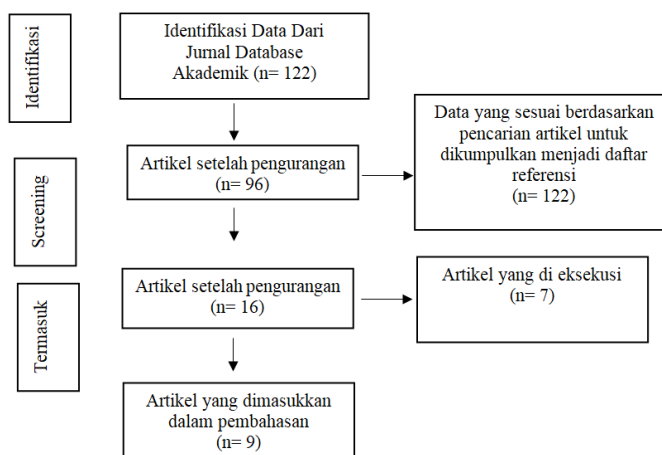 Identifikasi
Identifikasi Data Dari
Jurnal Database
Akademik (n= 122)
Data yang sesuai berdasarkan
pencarian artikel untuk
dikumpulkan menjadi daftar
referensi
(n= 122)
Screening
Artikel setelah pengurangan
(n= 96)
Artikel setelah pengurangan
(n= 16)
Artikel yang di eksekusi
(n= 7)
Termasuk
Artikel yang dimasukkan
dalam pembahasan
(n= 9)